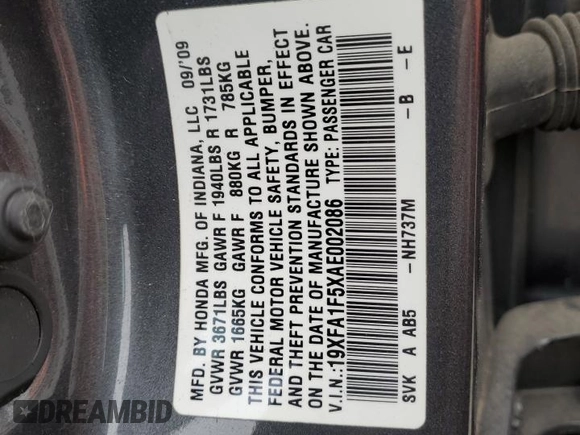 MFD. BY HONDA MFG. OF INDIANA, LLC 09/'09
GVWR 3671LBS GAWR F 1940LBS R 1731LBS
GVWR 1665KG GAWR F 880KG R 785KG
THIS VEHICLE CONFORMS TO ALL APPLICABLE
FEDERAL MOTOR VEHICLE SAFETY, BUMPER,
AND THEFT PREVENTION STANDARDS IN EFFECT
ON THE DATE OF MANUFACTURE SHOWN ABOVE.
V.I.N.:19XFA1F5XAE002086 TYPE: PASSENGER CAR
SVK A AB5 -NH737M -B -E
DREAMBID